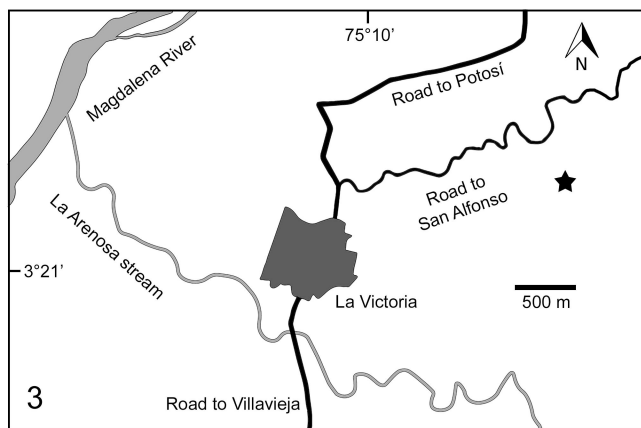 75°10'
N
Magdalena River
Road to Potosí
Road to
San Alfonso
La Arenosa stream
3°21'
La Victoria
500 m
3
Road to Villavieja